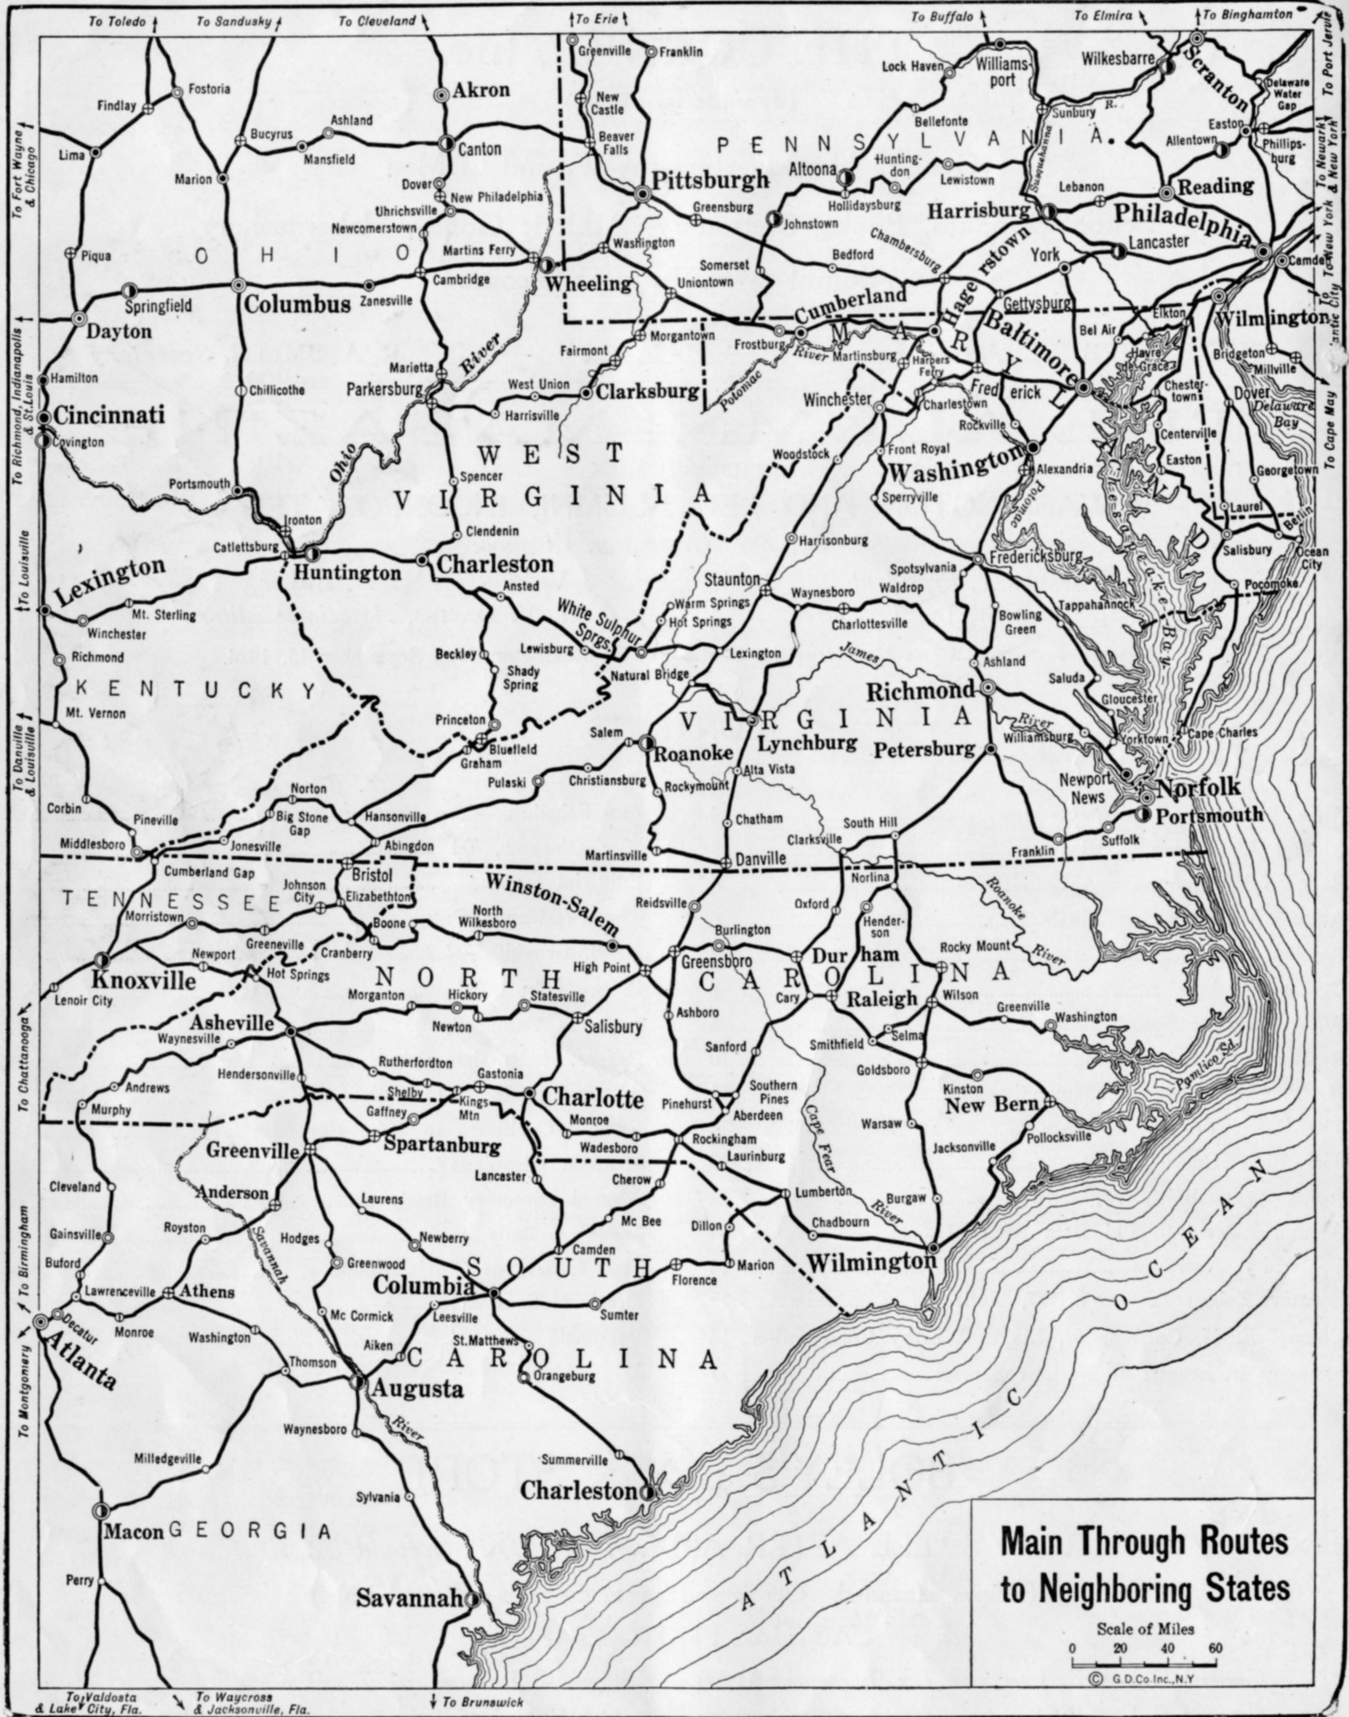 To Toledo
To Sandusky
To Cleveland
To Erie
To Buffalo
To Elmira
To Binghamton
To Port Jervis
Greenville
Franklin
Lock Haven
Williams-
port
Wilkesbarre
Scranton
Fostoria
Findlay
Akron
New
Castle
Bellefonte
Sunbury
R.
Susquehanna
Delaware
Water
Gap
Easton
Phillips-
burg
Allentown
To Fort Wayne
& Chicago
Lima
Bucyrus
Ashland
Mansfield
Canton
Beaver
Falls
PENNSYLVANIA
Marion
Dover
New Philadelphia
Uhrichsville
Newcomerstown
Pittsburgh
Greensburg
Altoona
Hunting-
don
Lewistown
Hollidaysburg
Johnstown
Harrisburg
Lebanon
Reading
Philadelphia
Lancaster
York
Camden
To Newark
& New York
To New York & New York
OHIO
Piqua
Martins Ferry
Washington
Somerset
Bedford
Chambersburg
Hagerstown
Gettysburg
Springfield
Columbus
Zanesville
Cambridge
Wheeling
Uniontown
Cumberland
Dayton
River
Fairmont
Morgantown
Frostburg
River
Potomac
Martinsburg
Harpers
Ferry
MARYLAND
Baltimore
Bel Air
Elkton
Havre
de Grace
Wilmington
Bridgeton
Millville
To Richmond, Indianapolis
& St. Louis
Hamilton
Cincinnati
Covington
Chillicothe
Marietta
Parkersburg
West Union
Harrisville
Clarksburg
Winchester
Charlestown
Frederick
Rockville
Chester-
town
Dover
Delaware
Bay
To Cape May
Centerville
Easton
Georgetown
WEST
VIRGINIA
Spencer
Woodstock
Front Royal
Washington
Alexandria
Potomac
Sperryville
Chesapeake Bay
Laurel
Berlin
Salisbury
Ocean
City
Pocomoke
Portsmouth
Ohio
Ironton
Catlettsburg
Huntington
Clendenin
Charleston
Ansted
Harrisonburg
Staunton
Spotsylvania
Fredericksburg
To Louisville
Lexington
Winchester
Mt. Sterling
Richmond
KENTUCKY
Mt. Vernon
Beckley
Shady
Spring
Lewisburg
White Sulphur
Sprgs.
Warm Springs
Hot Springs
Waynesboro
Waldrop
Charlottesville
Bowling
Green
Tappahannock
Lexington
Natural Bridge
James
Ashland
Saluda
Richmond
Gloucester
VIRGINIA
River
Williamsburg
Yorktown
Cape Charles
To Danville
& Louisville
Princeton
Bluefield
Graham
Salem
Roanoke
Lynchburg
Petersburg
Pulaski
Christiansburg
Rockymount
Alta Vista
Newport
News
Norfolk
Portsmouth
Corbin
Pineville
Middlesboro
Norton
Big Stone
Gap
Jonesville
Hansonville
Abingdon
Chatham
South Hill
Clarksville
Franklin
Suffolk
Martinsville
Danville
Cumberland Gap
Bristol
TENNESSEE
Johnson
City
Elizabethton
Winston-Salem
Reidsville
Norlina
Oxford
Hender-
son
Roanoke
River
Morristown
Greeneville
Boone
North
Wilkesboro
Burlington
Greensboro
Durham
Rocky Mount
Newport
Cranberry
Knoxville
Hot Springs
NORTH
CAROLINA
High Point
Lenoir City
Morganton
Hickory
Statesville
Newton
Salisbury
Cary
Raleigh
Wilson
Greenville
Washington
Ashboro
To Chattanooga
Asheville
Waynesville
Smithfield
Selma
Sanford
Goldsboro
Pamlico Sd.
Andrews
Murphy
Hendersonville
Rutherfordton
Gastonia
Shelby
Kings
Mtn
Gaffney
Charlotte
Monroe
Wadesboro
Pinehurst
Southern
Pines
Aberdeen
Cape Fear
Kinston
New Bern
Warsaw
Jacksonville
Pollocksville
Greenville
Spartanburg
Rockingham
Laurinburg
Lancaster
Cherow
Lumberton
Cleveland
Anderson
Laurens
Burgaw
River
Mc Bee
Dillon
Chadbourn
To Birmingham
Gainsville
Royston
Savannah
Hodges
Newberry
Camden
Marion
Wilmington
Buford
Greenwood
SOUTH
CAROLINA
Florence
Lawrenceville
Athens
Columbia
Leesville
Sumter
Decatur
Monroe
Washington
Mc Cormick
Aiken
St. Matthews
Orangeburg
Atlanta
To Montgomery
Thomson
Augusta
Waynesboro
River
Milledgeville
Summerville
Charleston
Sylvania
Macon
GEORGIA
Perry
Savannah
ATLANTIC OCEAN
Main Through Routes
to Neighboring States
Scale of Miles
0 20 40 60
© G.D.Co.Inc.,N.Y
To Valdosta
& Lake City, Fla.
To Waycross
& Jacksonville, Fla.
To Brunswick